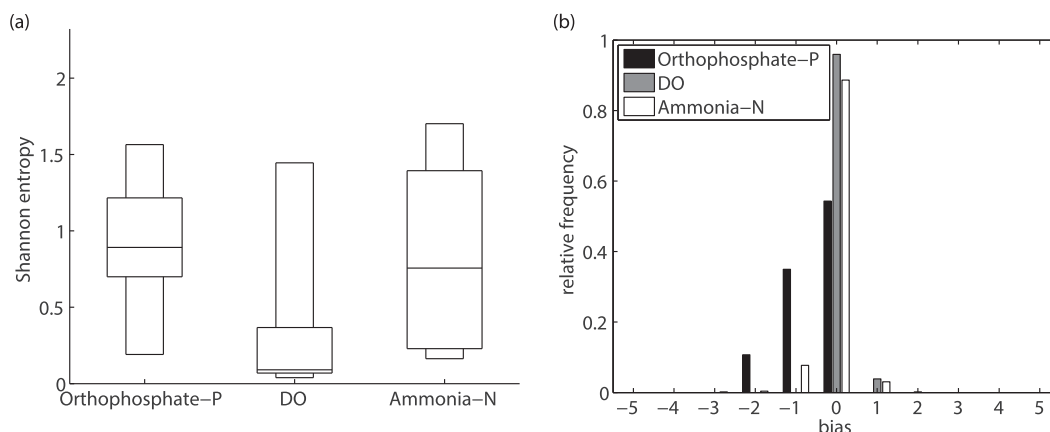 (a)
Shannon entropy
2
1.5
1
0.5
0
Orthophosphate−P DO Ammonia−N
(b)
relative frequency
1
0.8
0.6
0.4
0.2
0
Orthophosphate−P
DO
Ammonia−N
−5 −4 −3 −2 −1 0 1 2 3 4 5
bias